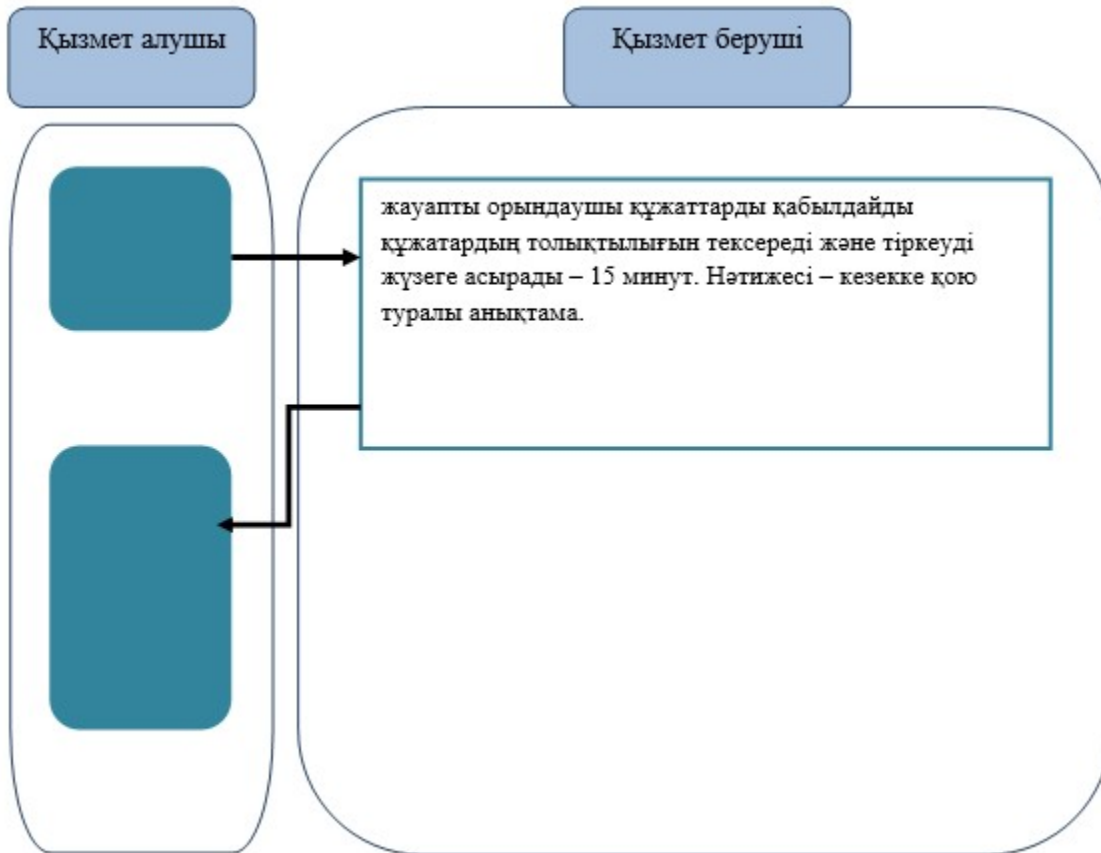 Қызмет алушы
Қызмет беруші
жауапты орындаушы құжаттарды қабылдайды
құжатардың толықтылығын тексереді және тіркеуді
жүзеге асырады – 15 минут. Нәтижесі – кезекке қою
туралы анықтама.